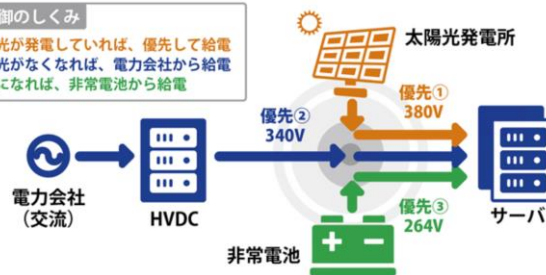 御のしくみ
光が発電していれば、優先して給電
光がなくなれば、電力会社から給電
になれば、非常電池から給電
太陽光発電所
優先①
380V
優先②
340V
電力会社
（交流）
HVDC
優先③
264V
サーバ
非常電池